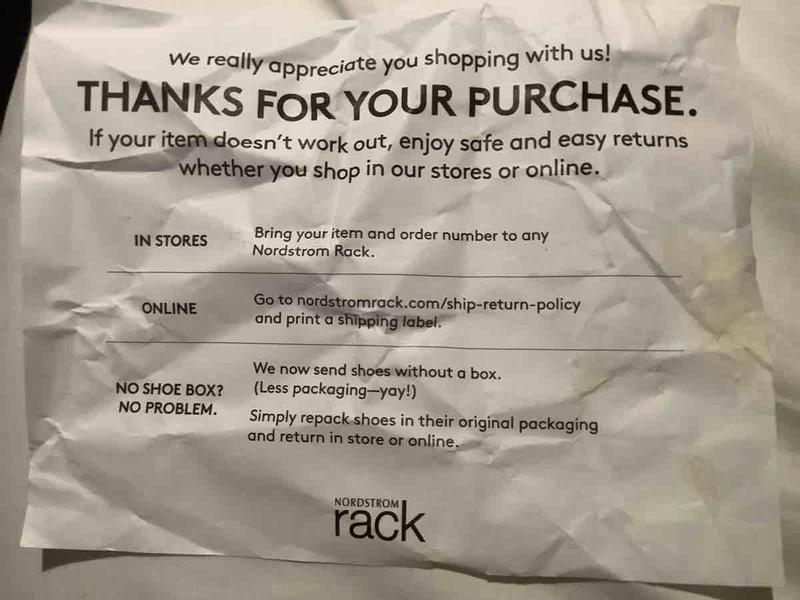 We really appreciate you shopping with us!
THANKS FOR YOUR PURCHASE.
If your item doesn't work out, enjoy safe and easy returns
whether you shop in our stores or online.
IN STORES
Bring your item and order number to any
Nordstrom Rack.
ONLINE
Go to nordstromrack.com/ship-return-policy
and print a shipping label.
NO SHOE BOX?
NO PROBLEM.
We now send shoes without a box.
(Less packaging—yay!)
Simply repack shoes in their original packaging
and return in store or online.
NORDSTROM
rack